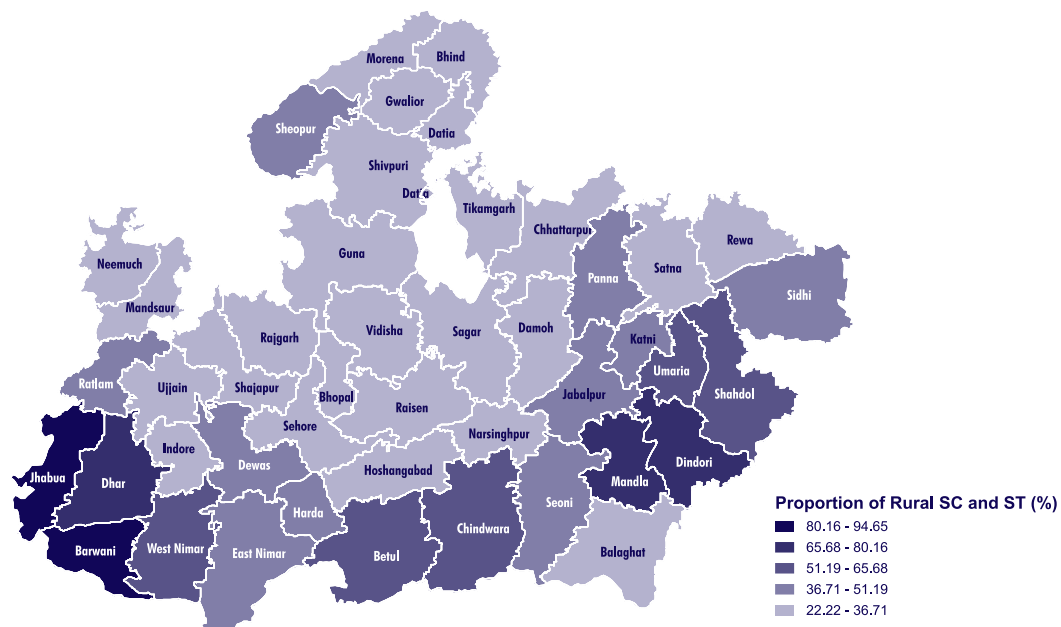 Morena
Bhind
Gwalior
Sheopur
Datia
Shivpuri
Datia
Tikamgarh
Chhattarpur
Rewa
Guna
Neemuch
Satna
Panna
Sidhi
Mandsaur
Rajgarh
Vidisha
Sagar
Damoh
Katni
Umaria
Ratlam
Ujjain
Shajapur
Bhopal
Raisen
Jabalpur
Shahdol
Sehore
Narsinghpur
Indore
Dewas
Hoshangabad
Dindori
Jhabua
Dhar
Mandla
Harda
Seoni
Chindwara
Barwani
West Nimar
East Nimar
Betul
Balaghat
Proportion of Rural SC and ST (%)
80.16 - 94.65
65.68 - 80.16
51.19 - 65.68
36.71 - 51.19
22.22 - 36.71